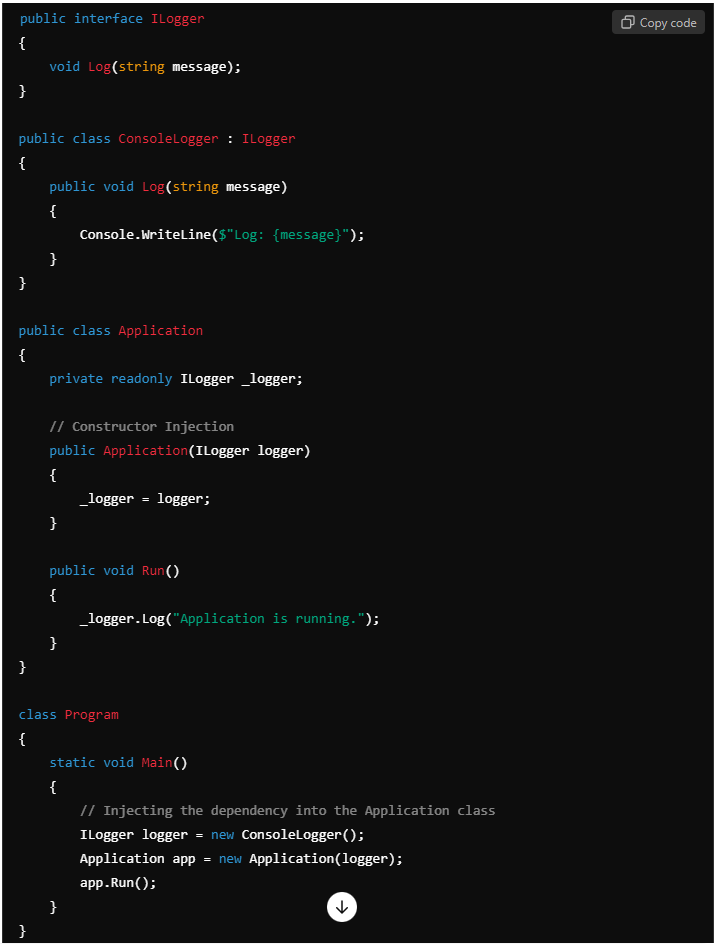 Copy code
public interface ILogger
{
    void Log(string message);
}

public class ConsoleLogger : ILogger
{
    public void Log(string message)
    {
        Console.WriteLine($"Log: {message}");
    }
}

public class Application
{
    private readonly ILogger _logger;

    // Constructor Injection
    public Application(ILogger logger)
    {
        _logger = logger;
    }

    public void Run()
    {
        _logger.Log("Application is running.");
    }
}

class Program
{
    static void Main()
    {
        // Injecting the dependency into the Application class
        ILogger logger = new ConsoleLogger();
        Application app = new Application(logger);
        app.Run();
    }
}